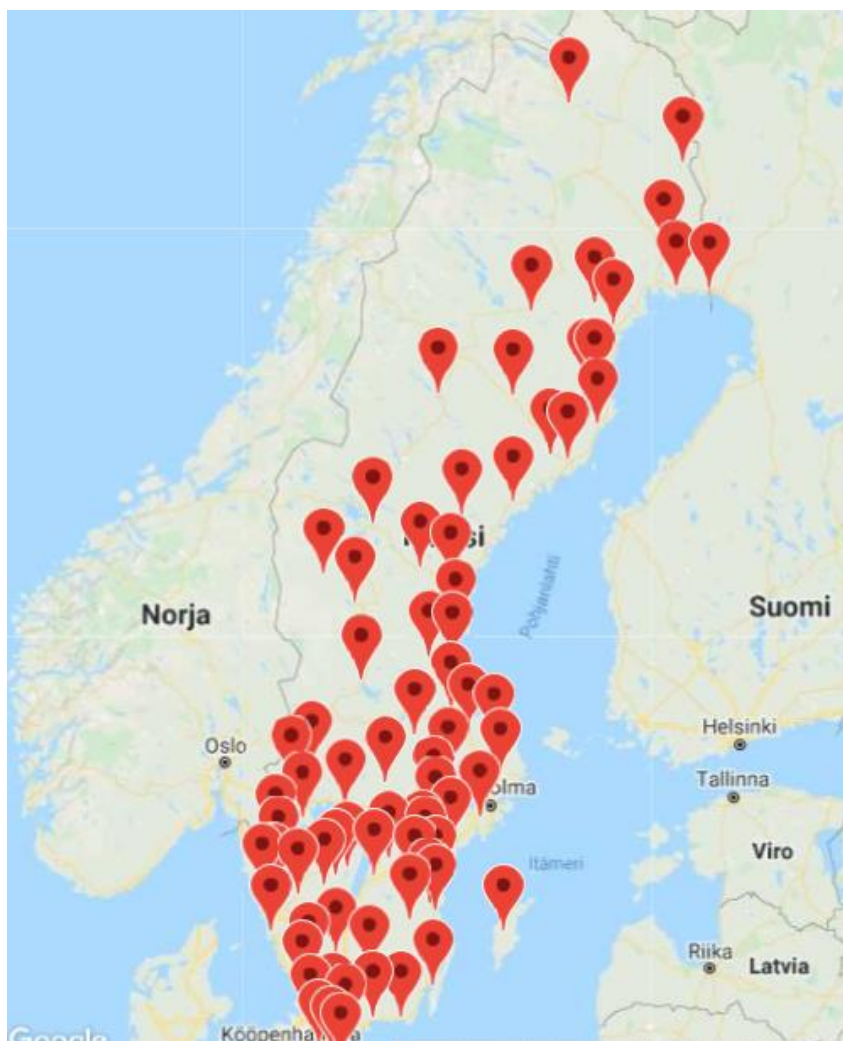 Norja
Pohjanlahti
Suomi
Oslo
Helsinki
Tallinna
Viro
Itämeri
Riika
Latvia